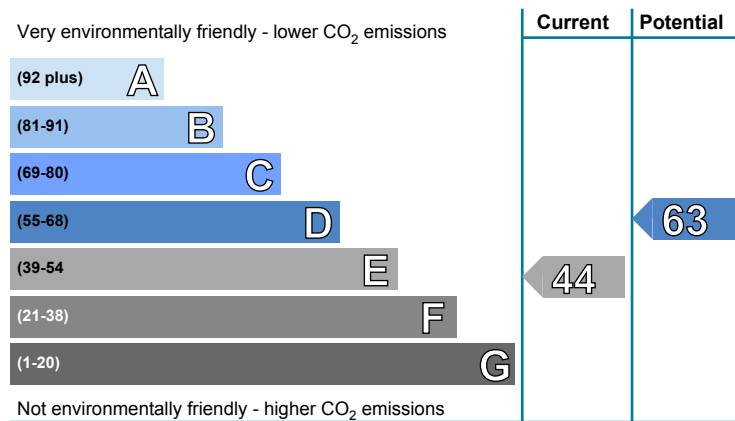 Current Potential
Very environmentally friendly - lower CO2 emissions
(92 plus) A
(81-91) B
(69-80) C
(55-68) D 63
(39-54 E 44
(21-38) F
(1-20) G
Not environmentally friendly - higher CO2 emissions